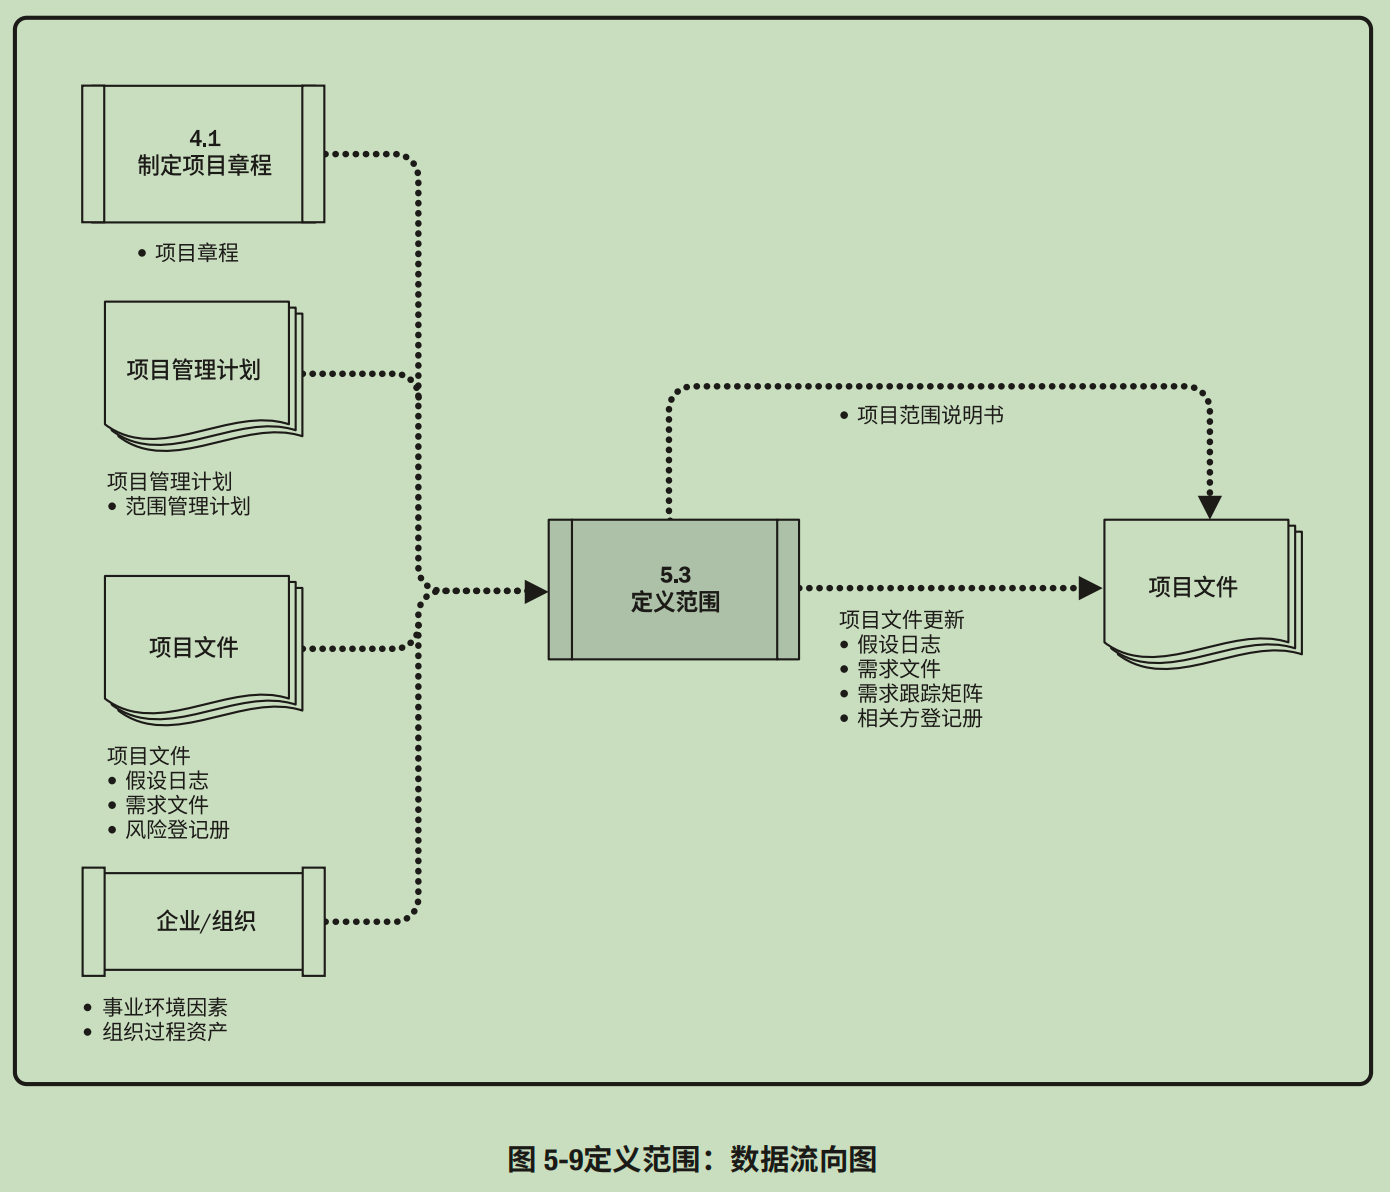 4.1
制定项目章程
• 项目章程
项目管理计划
项目管理计划
• 范围管理计划
项目文件
项目文件
• 假设日志
• 需求文件
• 风险登记册
企业/组织
• 事业环境因素
• 组织过程资产
5.3
定义范围
• 项目范围说明书
项目文件更新
• 假设日志
• 需求文件
• 需求跟踪矩阵
• 相关方登记册
项目文件
图 5-9定义范围：数据流向图